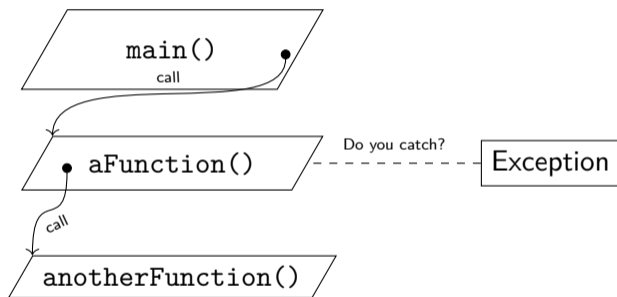 main()
call
aFunction()
Do you catch?
Exception
call
anotherFunction()